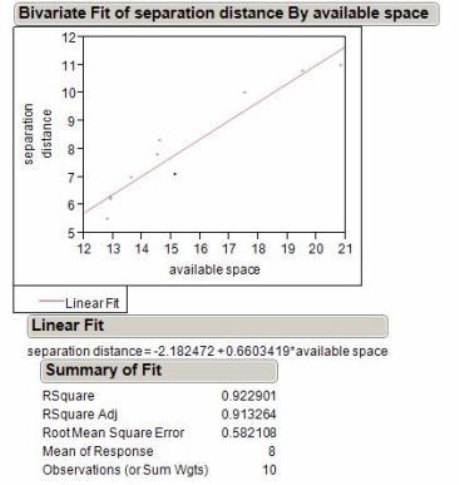 Bivariate Fit of separation distance By available space
12
11
10
9
8
7
6
5
separation
distance
12 13 14 15 16 17 18 19 20 21
available space
Linear Fit
Linear Fit
separation distance = -2.182472 + 0.6603419*available space
Summary of Fit
RSquare 0.922901
RSquare Adj 0.913264
Root Mean Square Error 0.582108
Mean of Response 8
Observations (or Sum Wgts) 10